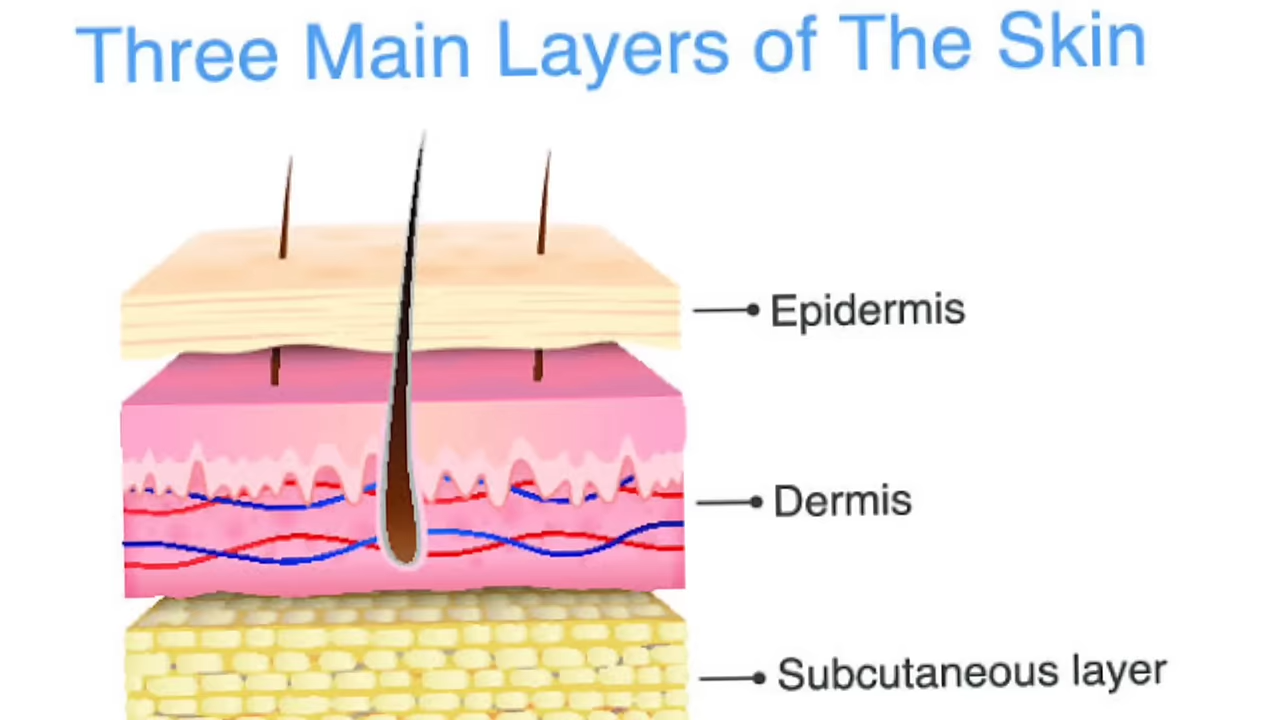 Three Main Layers of The Skin
Epidermis
Dermis
Subcutaneous layer